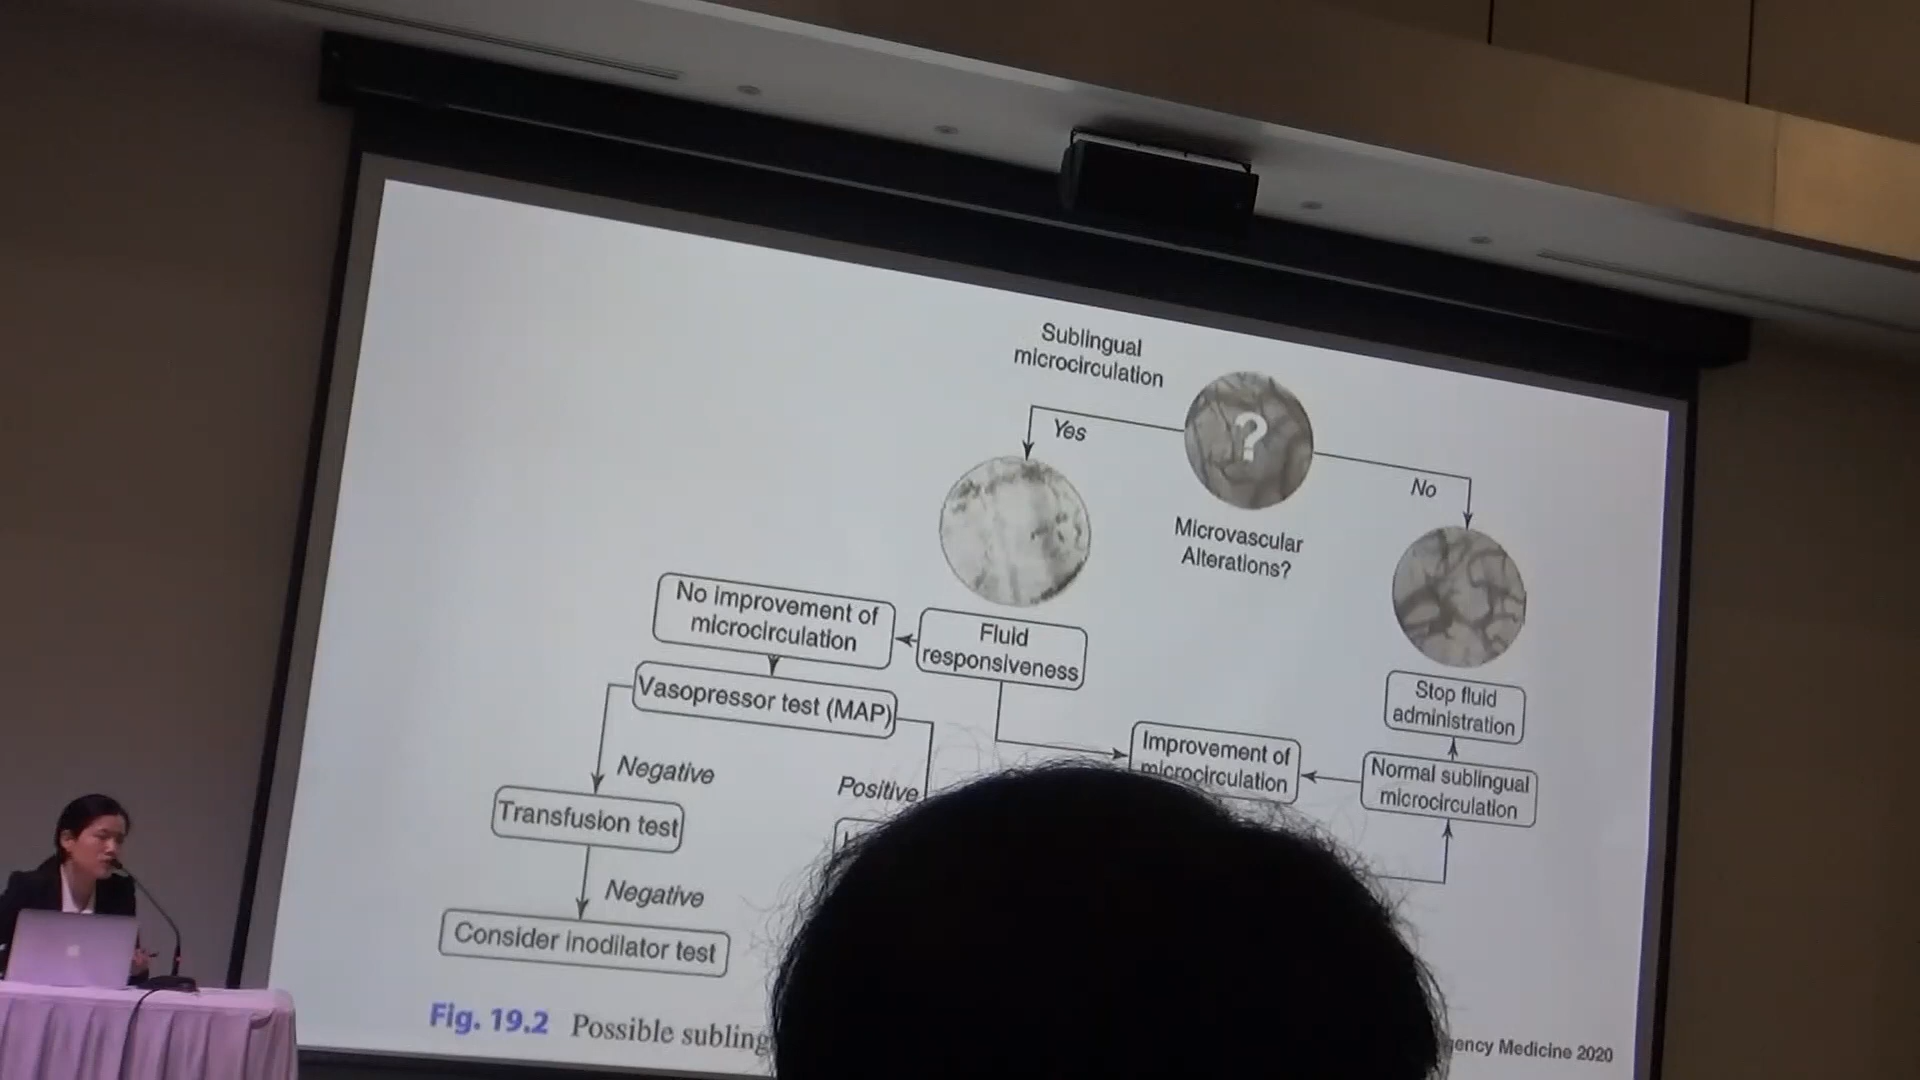 Sublingual
microcirculation
Yes
?
No
Microvascular
Alterations?
No improvement of
microcirculation
Fluid
responsiveness
Vasopressor test (MAP)
Stop fluid
administration
Improvement of
microcirculation
Normal sublingual
microcirculation
Negative
Positive
Transfusion test
Negative
Consider inodilator test
Fig. 19.2 Possible
Medicine 2020